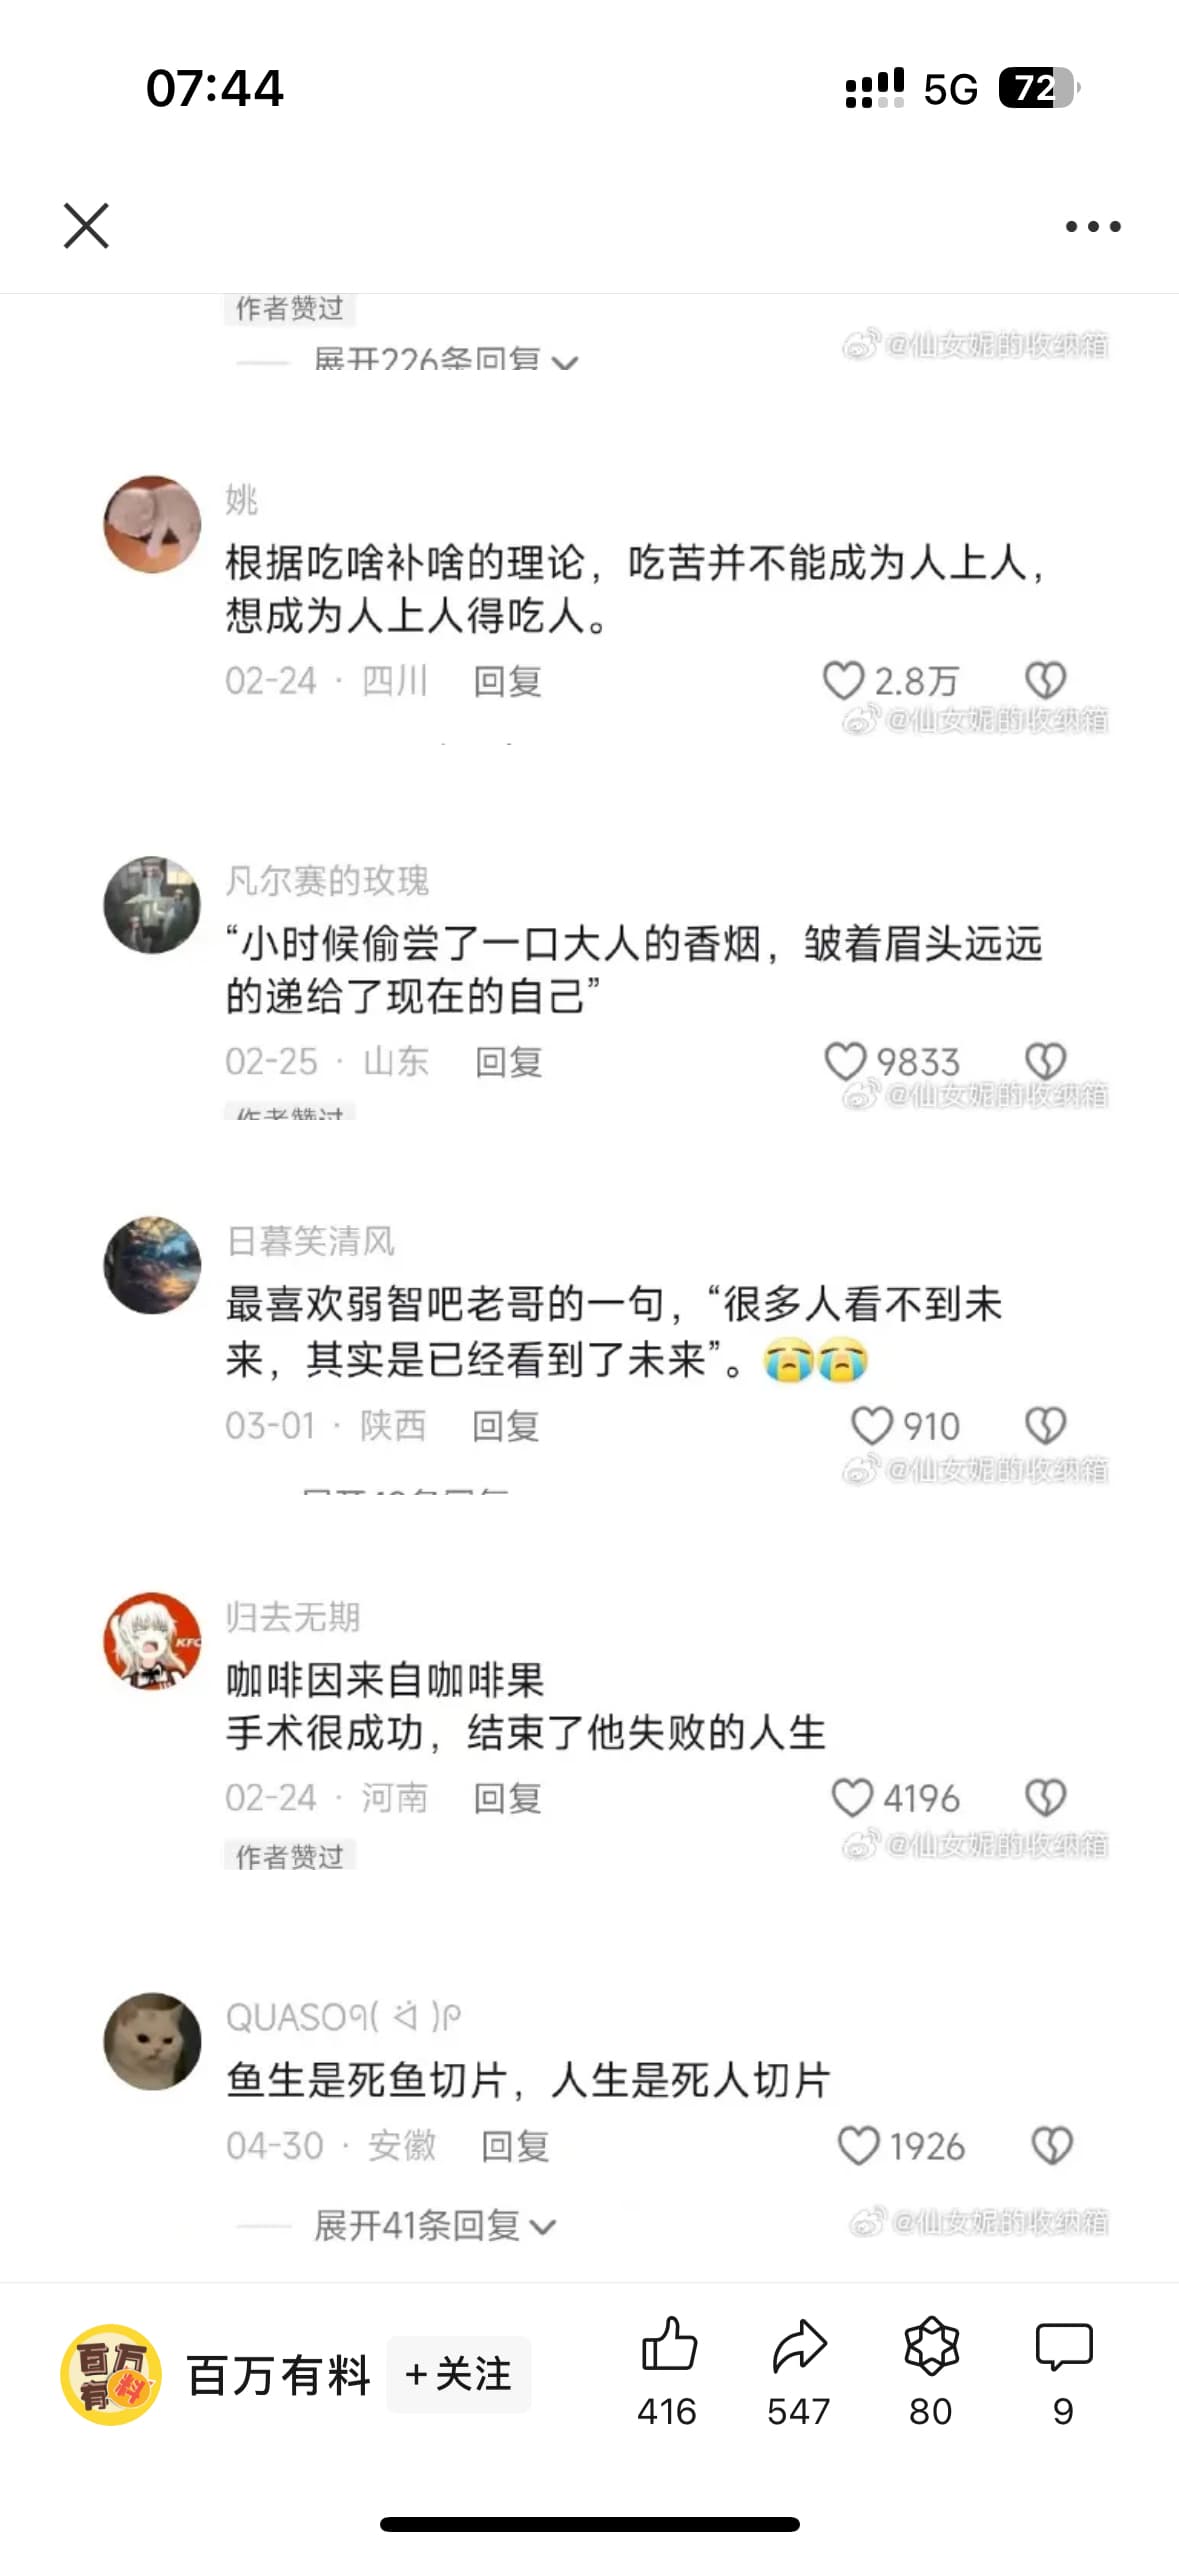 07:44
5G 72
作者赞过
展开226条回复
@仙女妮的收纳箱
姚
根据吃啥补啥的理论，吃苦并不能成为人上人，
想成为人上人得吃人。
02-24 · 四川 回复 2.8万
@仙女妮的收纳箱
凡尔赛的玫瑰
“小时候偷尝了一口大人的香烟，皱着眉头远远
的递给了现在的自己”
02-25 · 山东 回复 9833
@仙女妮的收纳箱
作者赞过
日暮笑清风
最喜欢弱智吧老哥的一句，“很多人看不到未
来，其实是已经看到了未来”。😭😭
03-01 · 陕西 回复 910
@仙女妮的收纳箱
归去无期
KFC
咖啡因来自咖啡果
手术很成功，结束了他失败的人生
02-24 · 河南 回复 4196
@仙女妮的收纳箱
作者赞过
QUASO੧( ᐛ )ᑭ
鱼生是死鱼切片，人生是死人切片
04-30 · 安徽 回复 1926
展开41条回复
@仙女妮的收纳箱
百万有料
百万有料 +关注
416 547 80 9